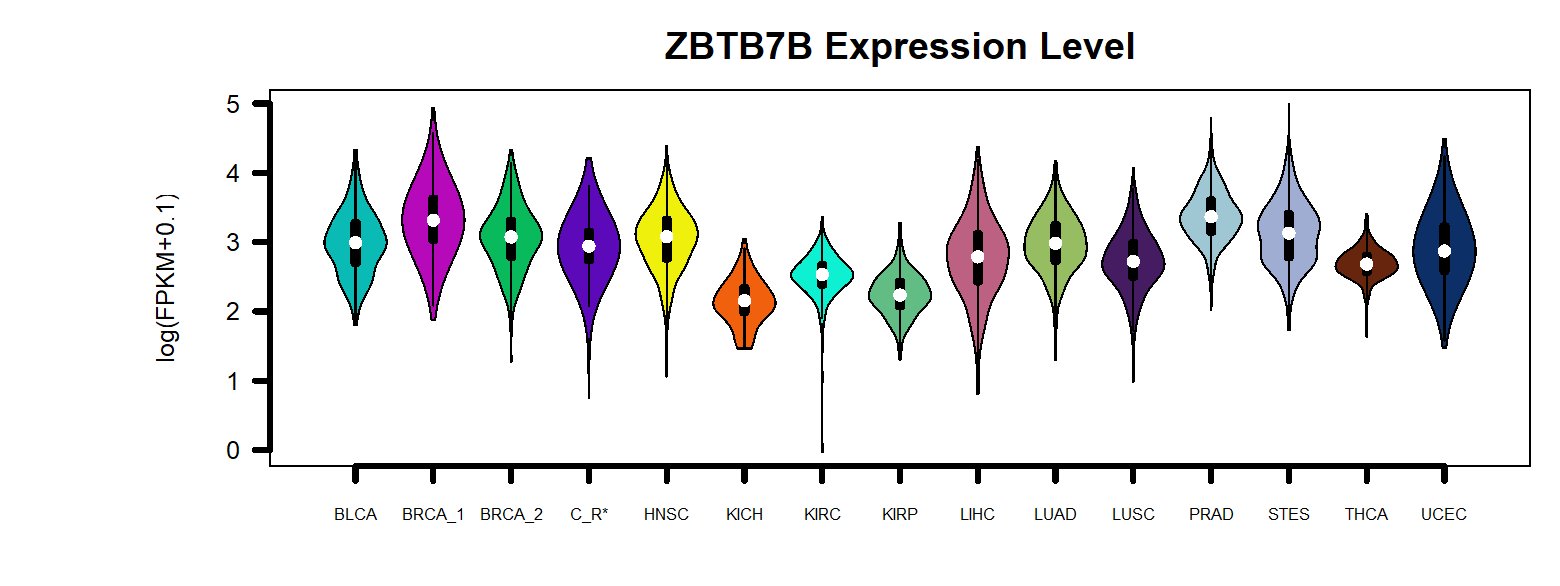 ZBTB7B Expression Level
log(FPKM+0.1)
5
4
3
2
1
0
BLCA BRCA_1 BRCA_2 C_R* HNSC KICH KIRC KIRP LIHC LUAD LUSC PRAD STES THCA UCEC